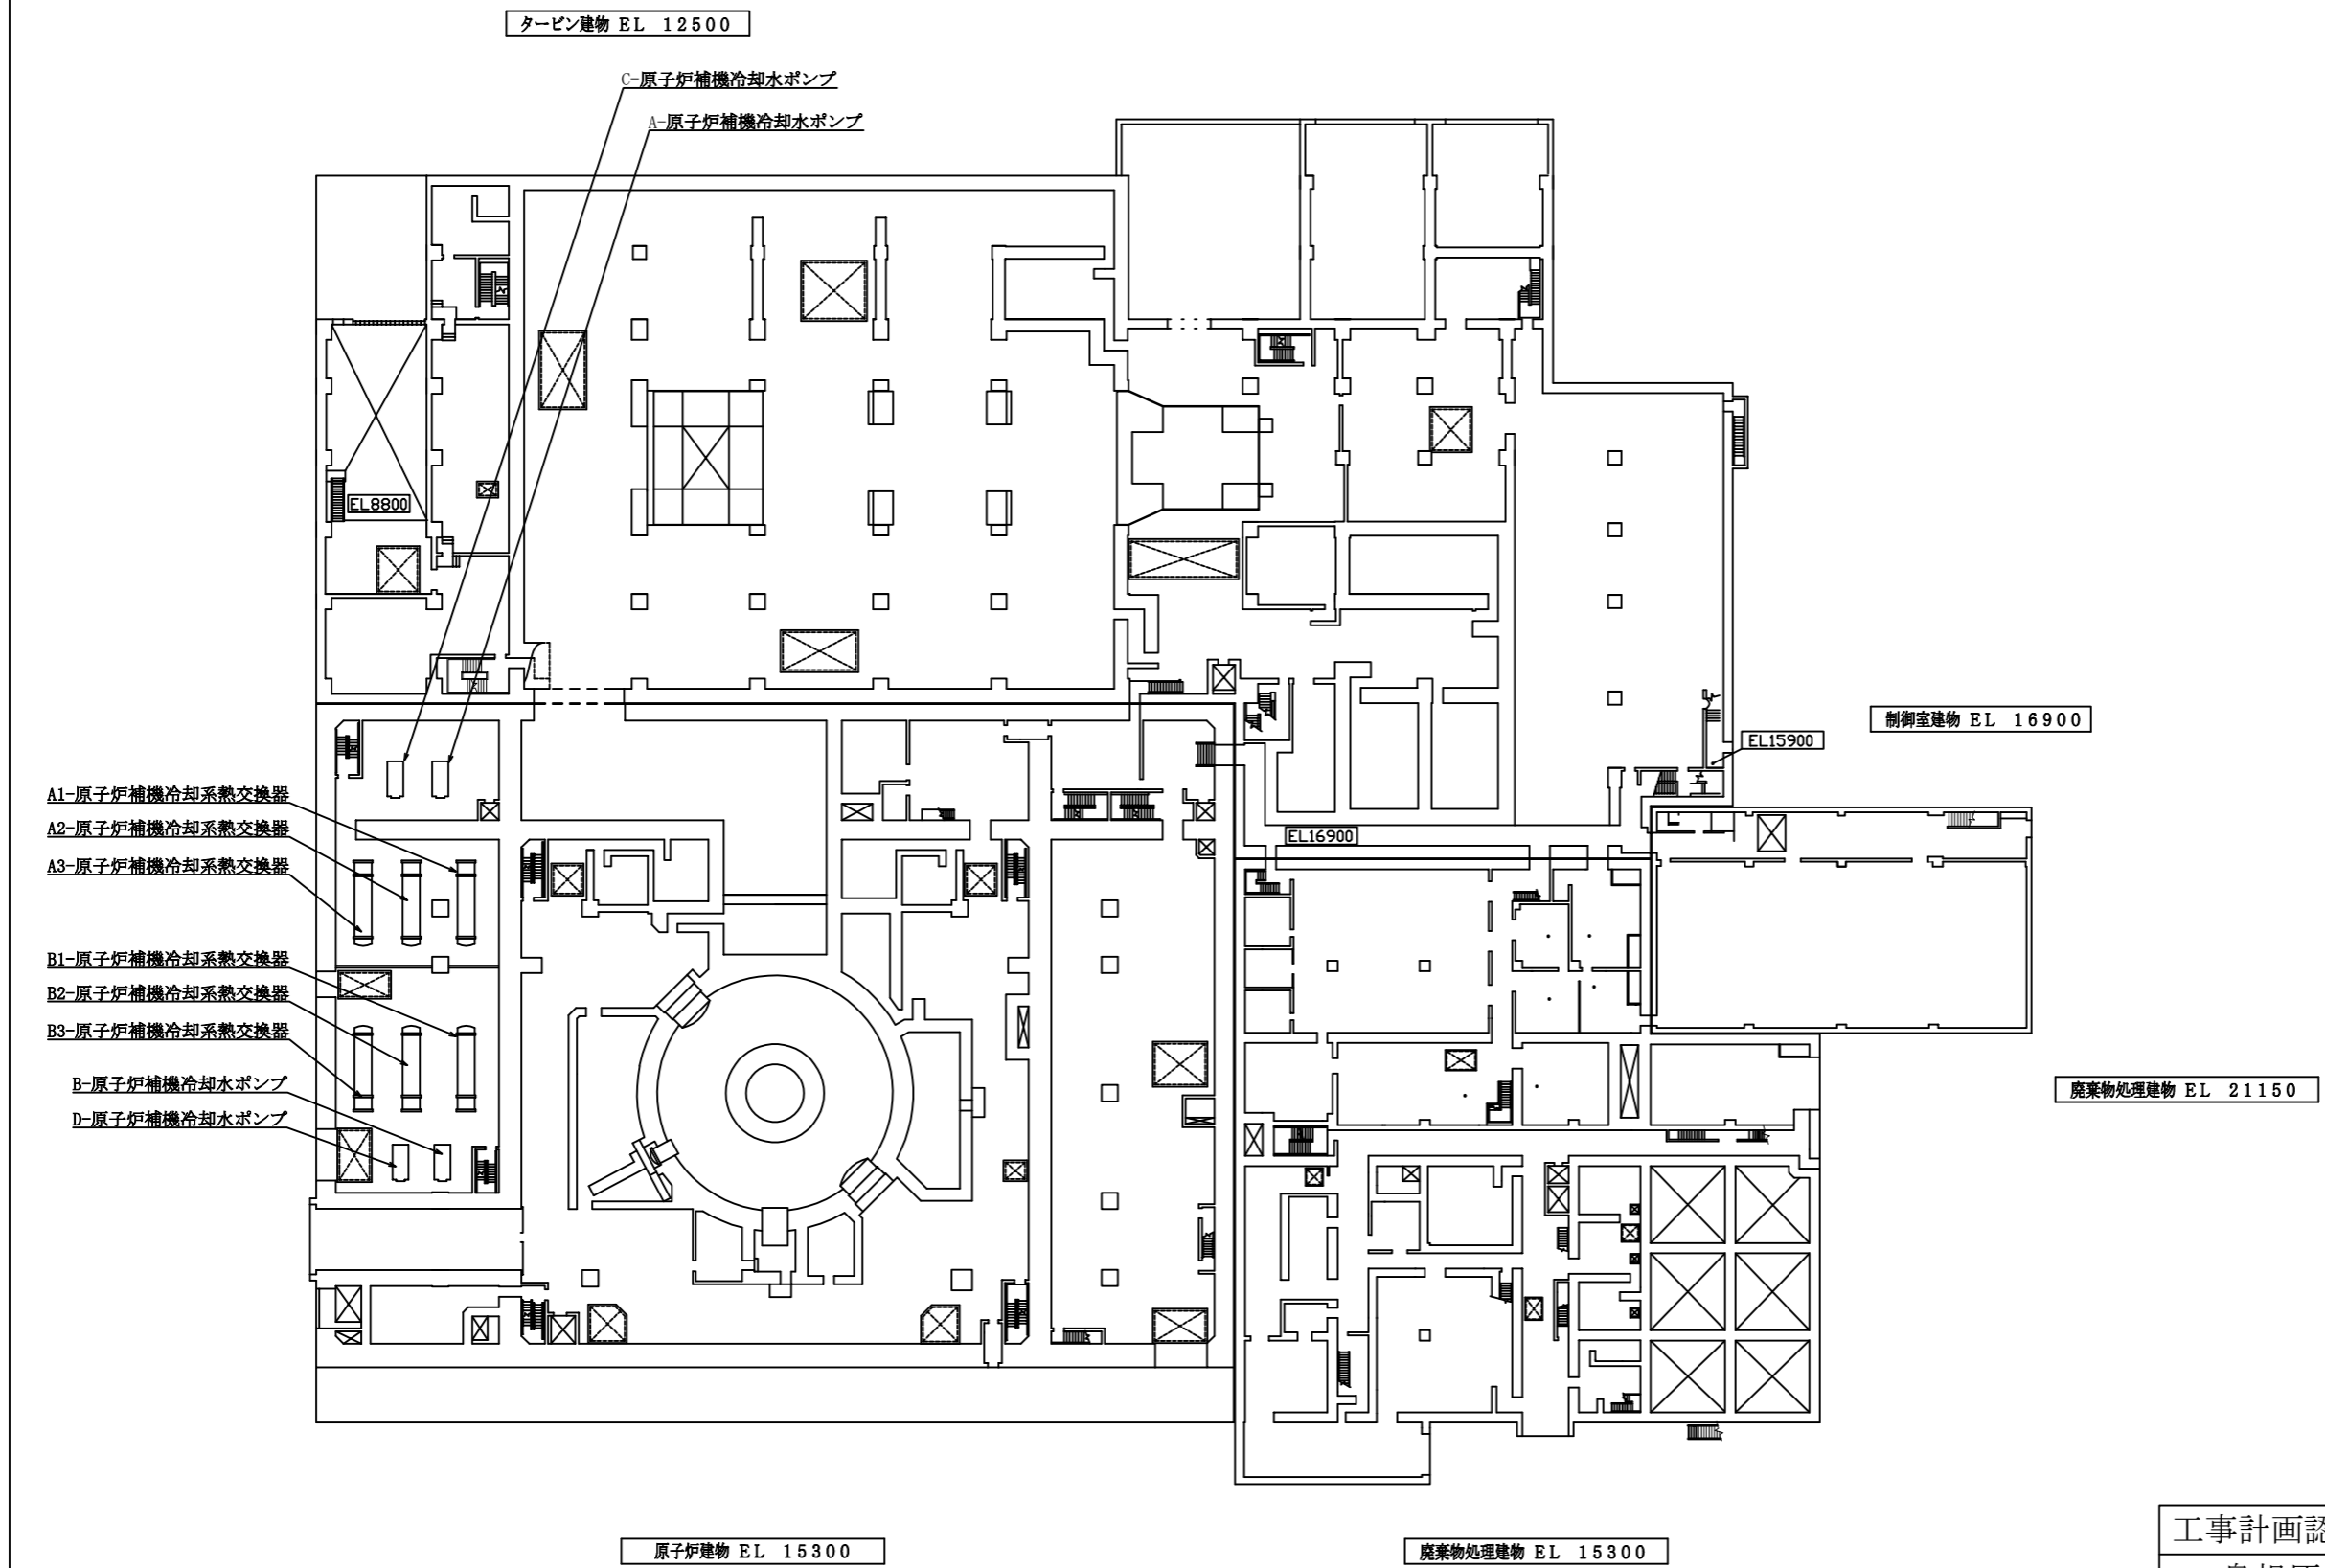 タービン建物 EL 12500
C-原子炉補機冷却水ポンプ
A-原子炉補機冷却水ポンプ
EL8800
制御室建物 EL 16900
EL15900
A1-原子炉補機冷却系熱交換器
A2-原子炉補機冷却系熱交換器
EL16900
A3-原子炉補機冷却系熱交換器
B1-原子炉補機冷却系熱交換器
B2-原子炉補機冷却系熱交換器
B3-原子炉補機冷却系熱交換器
B-原子炉補機冷却水ポンプ
廃棄物処理建物 EL 21150
D-原子炉補機冷却水ポンプ
工事計画認
原子炉建物 EL 15300
廃棄物処理建物 EL 15300